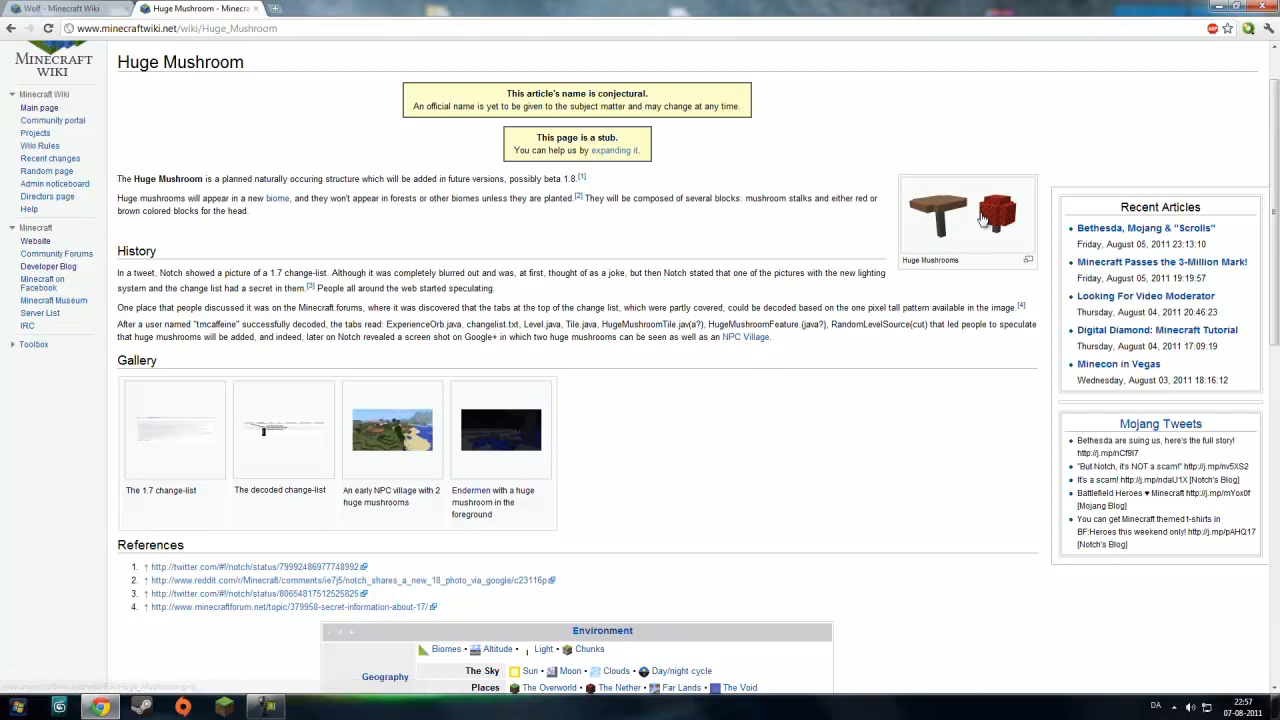 Wolf - Minecraft Wiki
Huge Mushroom - Minecra
www.minecraftwiki.net/wiki/Huge_Mushroom
MINECRAFT
WIKI
Minecraft Wiki
Main page
Community portal
Projects
Wiki Rules
Recent changes
Random page
Admin noticeboard
Directors page
Help
Minecraft
Website
Community Forums
Developer Blog
Minecraft on
Facebook
Minecraft Museum
Server List
IRC
Toolbox
Huge Mushroom
This article's name is conjectural.
An official name is yet to be given to the subject matter and may change at any time.
This page is a stub.
You can help us by expanding it.
The Huge Mushroom is a planned naturally occuring structure which will be added in future versions, possibly beta 1.8.[1]
Huge mushrooms will appear in a new biome, and they won't appear in forests or other biomes unless they are planted.[2] They will be composed of several blocks: mushroom stalks and either red or
brown colored blocks for the head.
Huge Mushrooms
History
In a tweet, Notch showed a picture of a 1.7 change-list. Although it was completely blurred out and was, at first, thought of as a joke, but then Notch stated that one of the pictures with the new lighting
system and the change list had a secret in them.[3] People all around the web started speculating.
One place that people discussed it was on the Minecraft forums, where it was discovered that the tabs at the top of the change list, which were partly covered, could be decoded based on the one pixel tall pattern available in the image.[4]
After a user named "tmcaffeine" successfully decoded, the tabs read: ExperienceOrb.java, changelist.txt, Level.java, Tile.java, HugeMushroomTile.jav(a?), HugeMushroomFeature.(java?), RandomLevelSource(cut) that led people to speculate
that huge mushrooms will be added, and indeed, later on Notch revealed a screen shot on Google+ in which two huge mushrooms can be seen as well as an NPC Village.
Gallery
The 1.7 change-list
The decoded change-list
An early NPC village with 2
huge mushrooms
Endermen with a huge
mushroom in the
foreground
References
1. ↑ http://twitter.com/#!/notch/status/79992486977748992
2. ↑ http://www.reddit.com/r/Minecraft/comments/ie7j5/notch_shares_a_new_18_photo_via_google/c23116p
3. ↑ http://twitter.com/#!/notch/status/80654817512525825
4. ↑ http://www.minecraftforum.net/topic/379958-secret-information-about-17/
Environment
Biomes • Altitude • Light • Chunks
Geography
The Sky
Sun • Moon • Clouds • Day/night cycle
Places
The Overworld • The Nether • Far Lands • The Void
Recent Articles
Bethesda, Mojang & "Scrolls"
Friday, August 05, 2011 23:13:10
Minecraft Passes the 3-Million Mark!
Friday, August 05, 2011 19:19:57
Looking For Video Moderator
Thursday, August 04, 2011 20:46:23
Digital Diamond: Minecraft Tutorial
Thursday, August 04, 2011 17:09:19
Minecon in Vegas
Wednesday, August 03, 2011 18:16:12
Mojang Tweets
Bethesda are suing us, here's the full story!
http://j.mp/nCf9I7
"But Notch, it's NOT a scam!" http://j.mp/nv5XS2
It's a scam! http://j.mp/ndaU1X [Notch's Blog]
Battlefield Heroes ♥ Minecraft http://j.mp/mYox0f
[Mojang Blog]
You can get Minecraft themed t-shirts in
BF:Heroes this weekend only! http://j.mp/pAHQ17
[Notch's Blog]
DA
22:57
07-08-2011